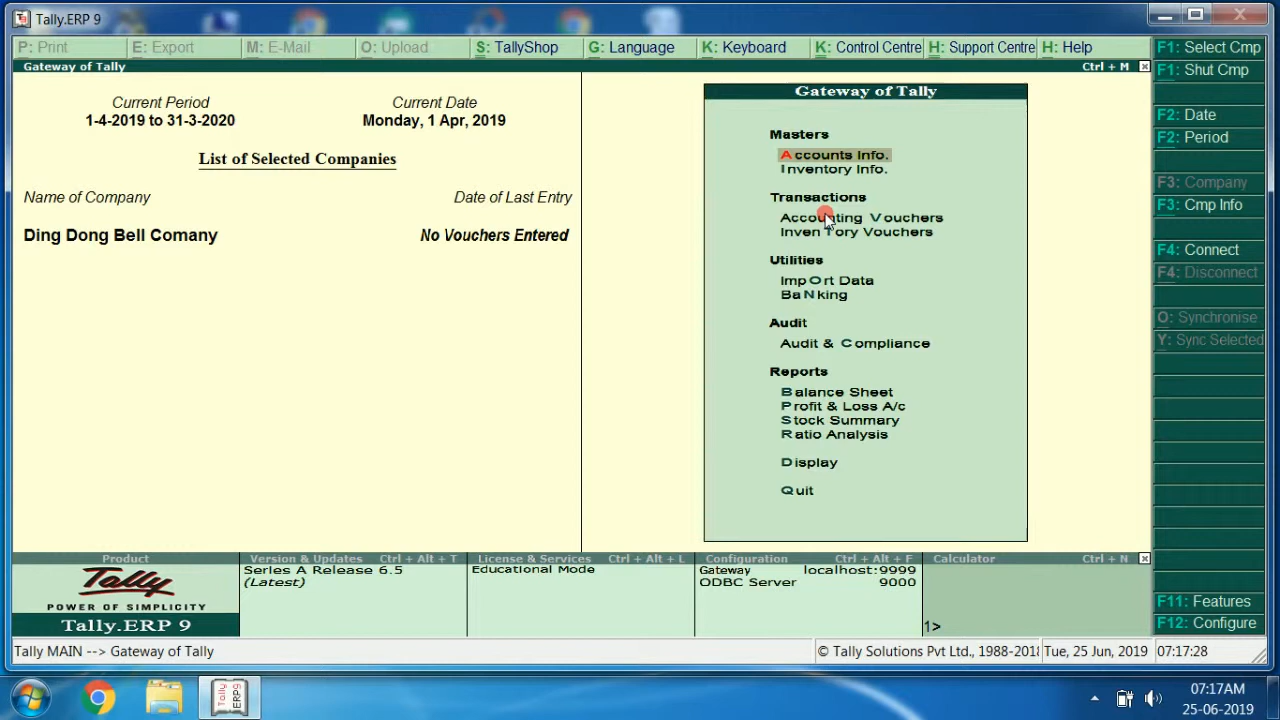 Tally.ERP 9
P: Print E: Export M: E-Mail O: Upload S: TallyShop G: Language K: Keyboard K: Control Centre H: Support Centre H: Help
Gateway of Tally Ctrl + M
Current Period Current Date
1-4-2019 to 31-3-2020 Monday, 1 Apr, 2019
List of Selected Companies
Name of Company Date of Last Entry
Ding Dong Bell Comany No Vouchers Entered
Gateway of Tally
Masters
Accounts Info.
Inventory Info.
Transactions
Accounting Vouchers
InvenTory Vouchers
Utilities
ImpOrt Data
BaNking
Audit
Audit & Compliance
Reports
Balance Sheet
Profit & Loss A/c
Stock Summary
Ratio Analysis
Display
Quit
F1: Select Cmp
F1: Shut Cmp
F2: Date
F2: Period
F3: Company
F3: Cmp Info
F4: Connect
F4: Disconnect
O: Synchronise
Y: Sync Selected
F11: Features
F12: Configure
Product
Tally
POWER OF SIMPLICITY
Tally.ERP 9
Version & Updates Ctrl + Alt + T
Series A Release 6.5
(Latest)
License & Services Ctrl + Alt + L
Educational Mode
Configuration Ctrl + Alt + F
Gateway localhost:9999
ODBC Server 9000
Calculator Ctrl + N
1>
Tally MAIN --> Gateway of Tally © Tally Solutions Pvt Ltd., 1988-2018 Tue, 25 Jun, 2019 07:17:28
Tally
ERP9
07:17AM
25-06-2019